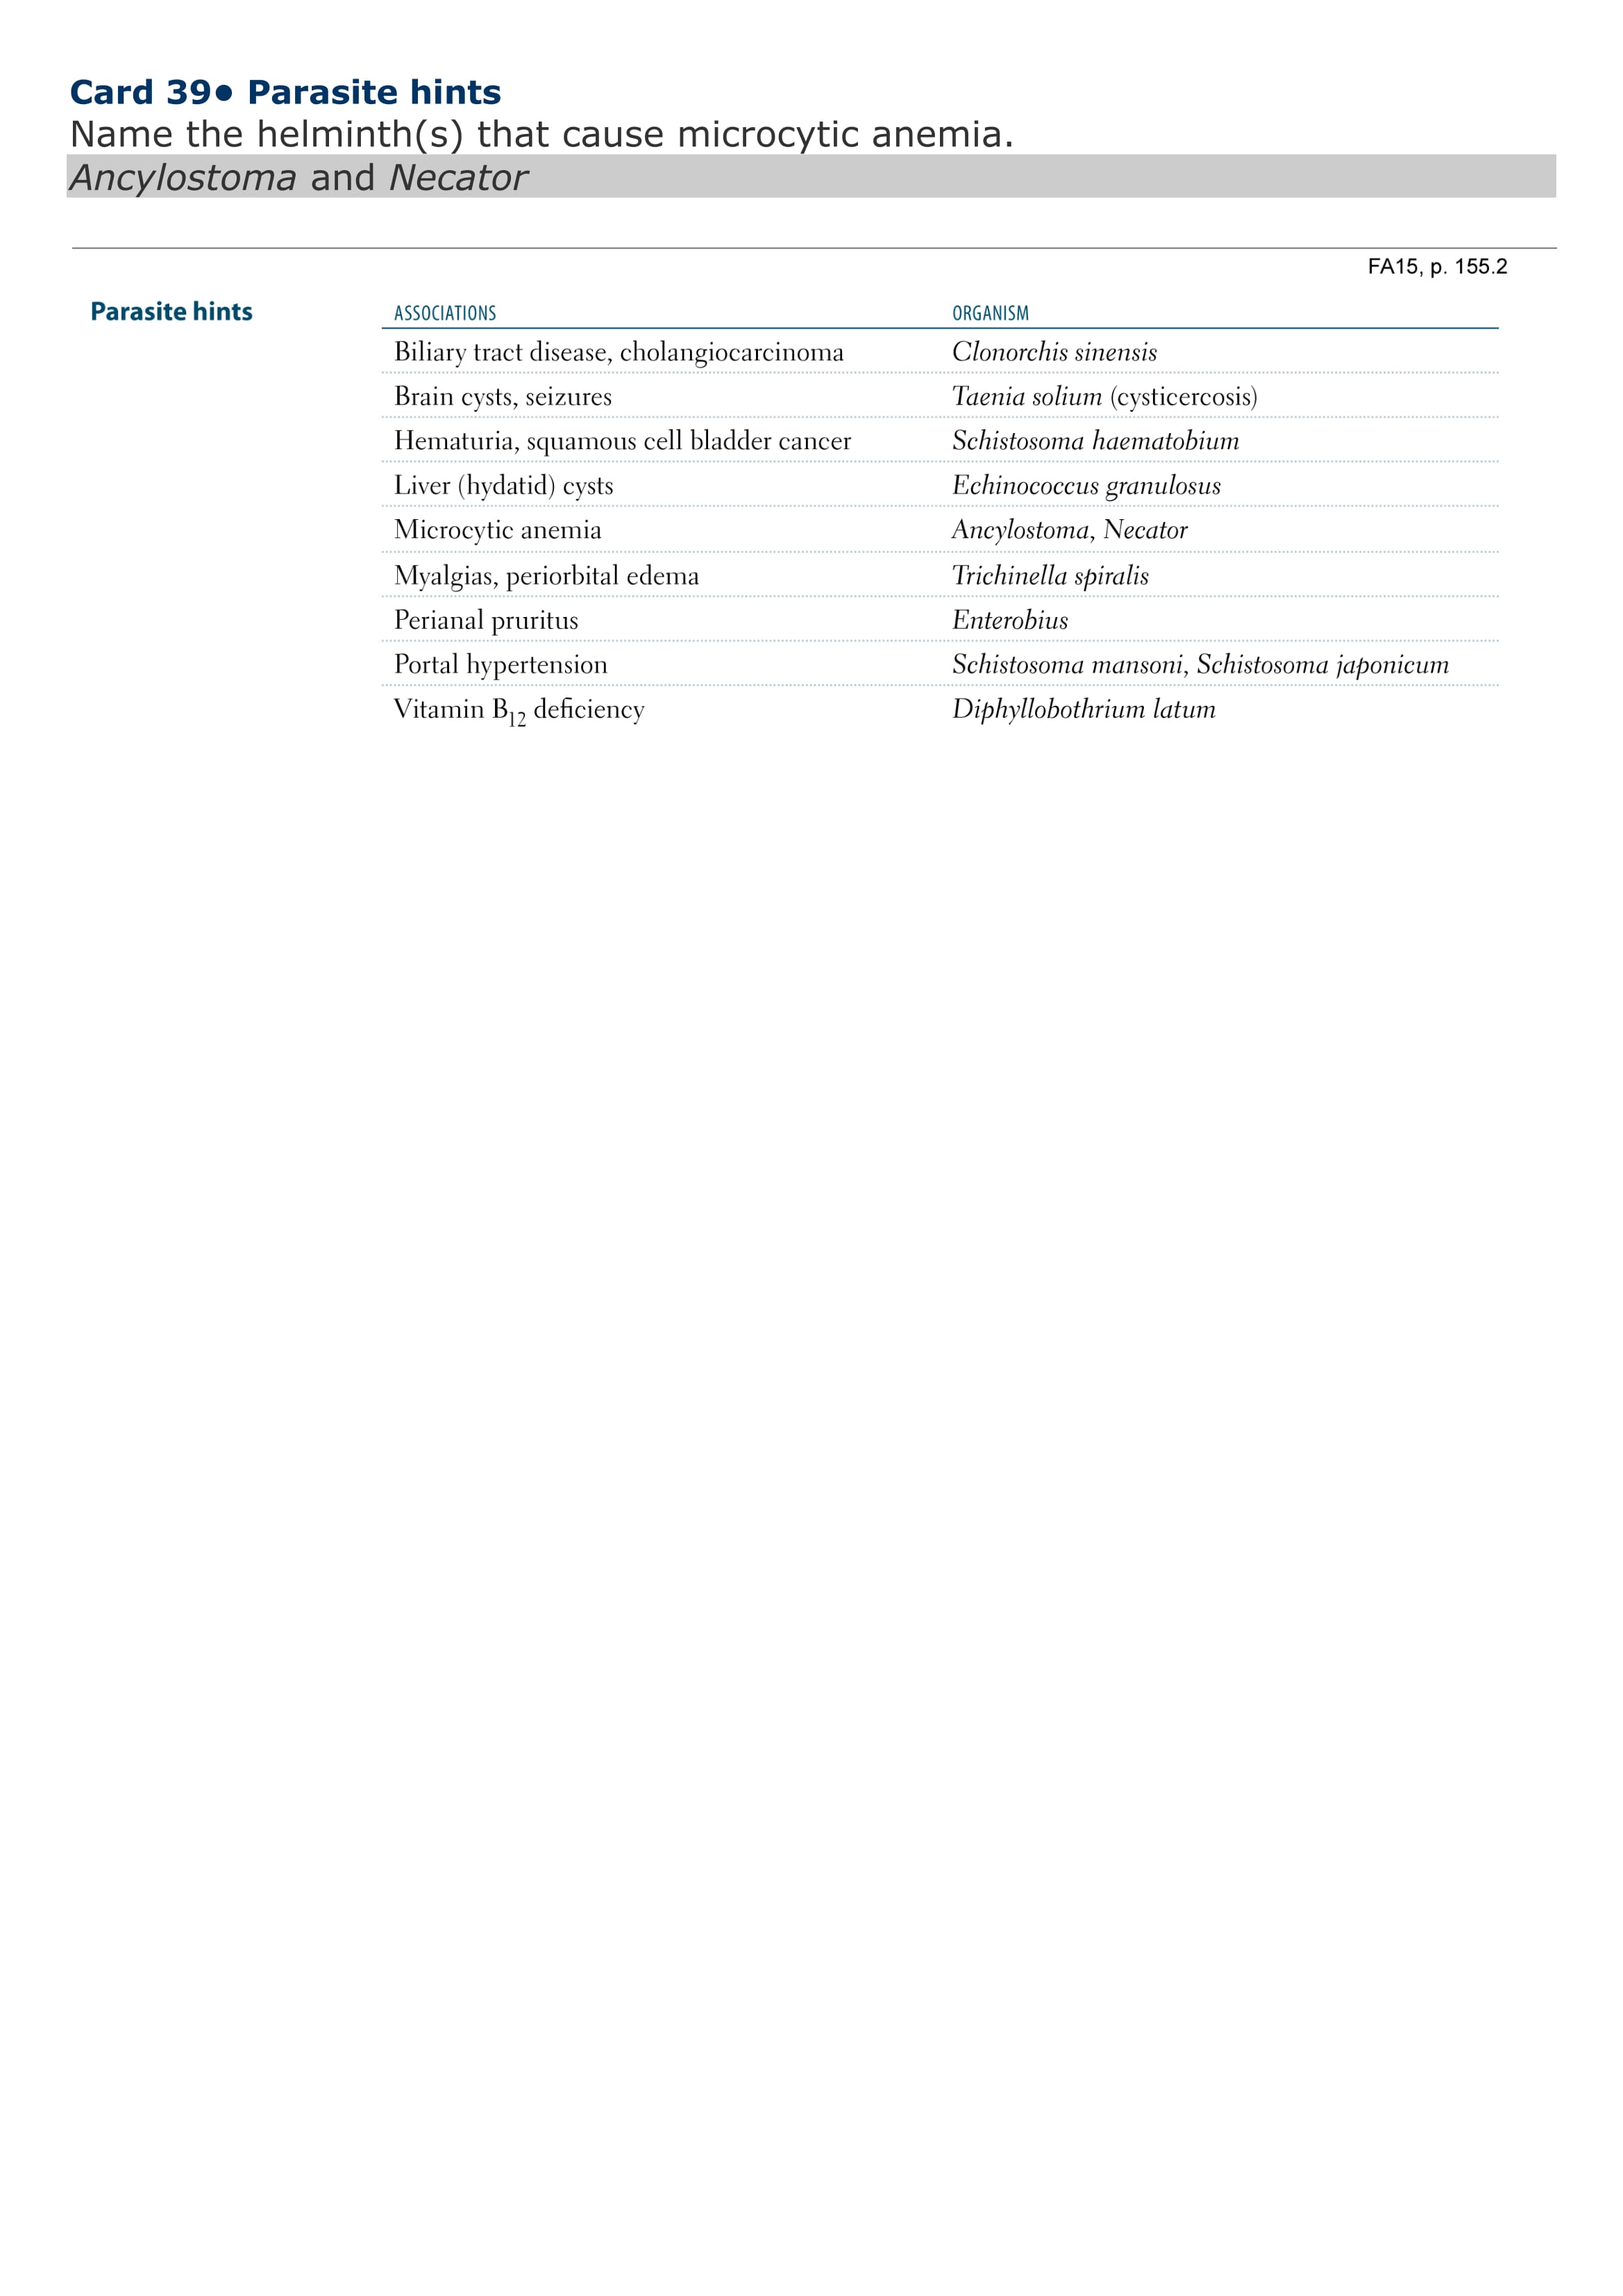 Card 39• Parasite hints
Name the helminth(s) that cause microcytic anemia.
Ancylostoma and Necator
FA15, p. 155.2
Parasite hints ASSOCIATIONS ORGANISM
Biliary tract disease, cholangiocarcinoma Clonorchis sinensis
Brain cysts, seizures Taenia solium (cysticercosis)
Hematuria, squamous cell bladder cancer Schistosoma haematobium
Liver (hydatid) cysts Echinococcus granulosus
Microcytic anemia Ancylostoma, Necator
Myalgias, periorbital edema Trichinella spiralis
Perianal pruritus Enterobius
Portal hypertension Schistosoma mansoni, Schistosoma japonicum
Vitamin B12 deficiency Diphyllobothrium latum